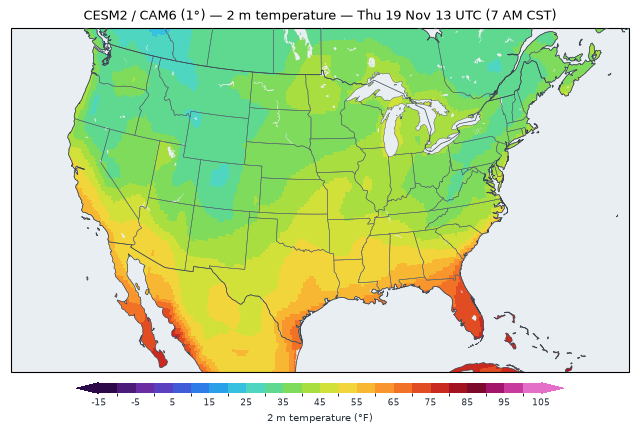 CESM2 / CAM6 (1°) — 2 m temperature — Thu 19 Nov 13 UTC (7 AM CST)
-15 -5 5 15 25 35 45 55 65 75 85 95 105
2 m temperature (°F)